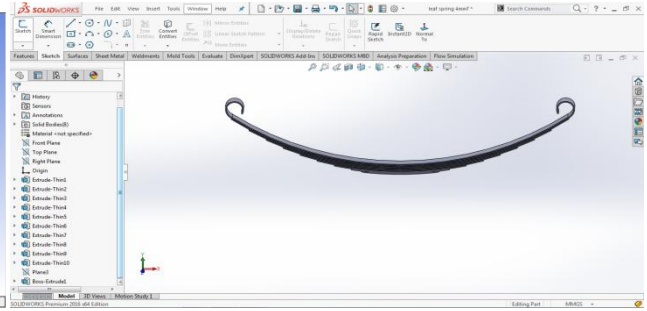 SOLIDWORKS File Edit View Insert Tools Window Help leaf spring 4reref * Search Commands
Sketch Smart Dimension Trim Entities Convert Entities Offset Entities Mirror Entities Linear Sketch Pattern Move Entities Display/Delete Relations Repair Sketch Quick Snaps Rapid Sketch Instant2D Normal To
Features Sketch Surfaces Sheet Metal Weldments Mold Tools Evaluate DimXpert SOLIDWORKS Add-Ins SOLIDWORKS MBD Analysis Preparation Flow Simulation
History
Sensors
Annotations
Solid Bodies(8)
Material <not specified>
Front Plane
Top Plane
Right Plane
Origin
Extrude-Thin1
Extrude-Thin2
Extrude-Thin3
Extrude-Thin4
Extrude-Thin5
Extrude-Thin6
Extrude-Thin7
Extrude-Thin8
Extrude-Thin9
Extrude-Thin10
Plane3
Boss-Extrude1
Model 3D Views Motion Study 1
SOLIDWORKS Premium 2016 x64 Edition Editing Part MMGS